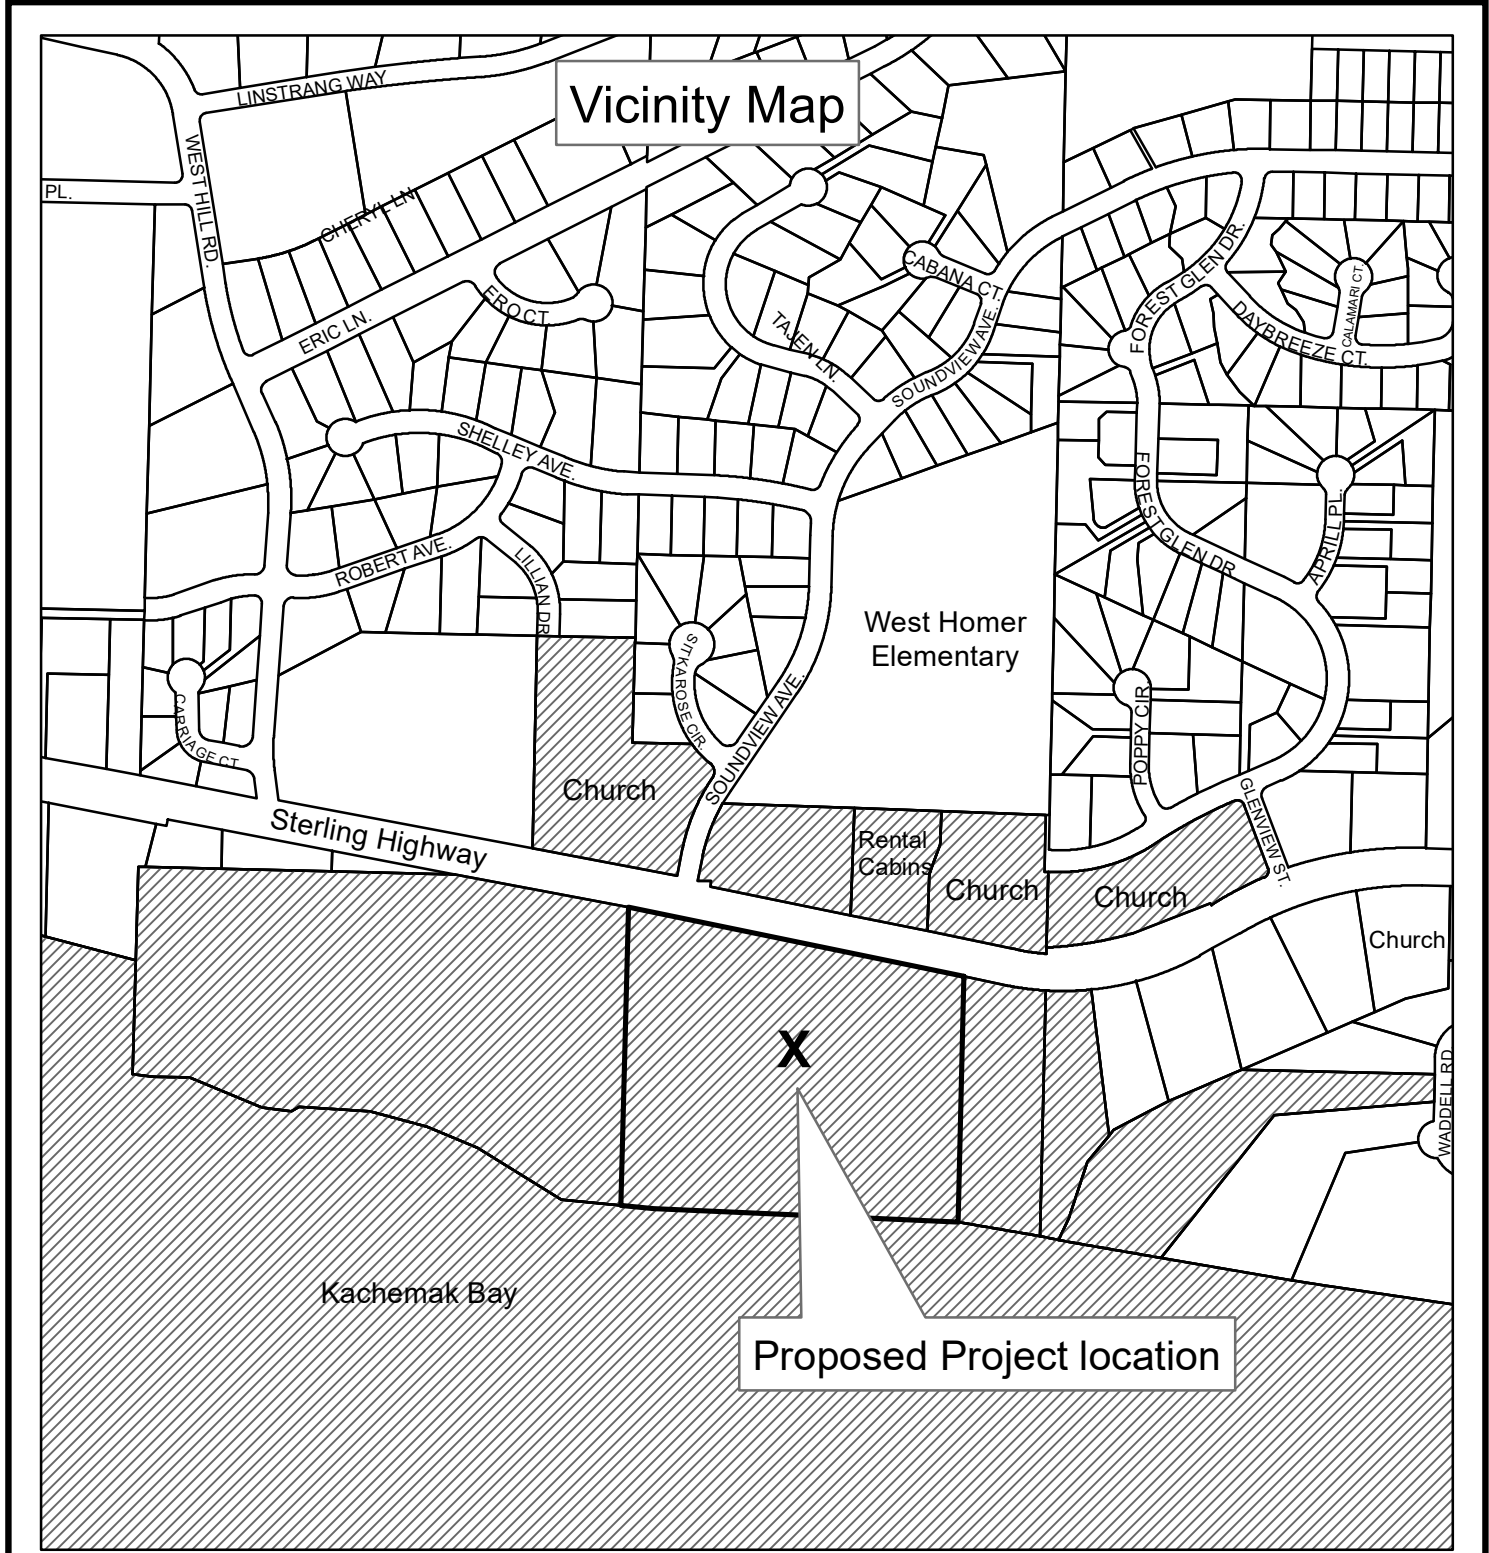 Vicinity Map
LINSTRANG WAY
WEST HILL RD.
PL.
CHERYL LN
ERIC LN.
ERO CT
CABANA CT.
TAJEN LN.
SOUNDVIEW AVE.
FOREST GLEN DR.
DAYBREEZE CT.
CALAMARI CT
SHELLEY AVE.
ROBERT AVE.
LILLIAN DR
FOREST GLEN DR
APRILL PL.
West Homer
Elementary
SITKA ROSE CIR.
SOUNDVIEW AVE.
CARRIAGE CT
POPPY CIR.
GLENVIEW ST.
Church
Sterling Highway
Rental
Cabins
Church
Church
Church
X
WADDELL RD
Kachemak Bay
Proposed Project location